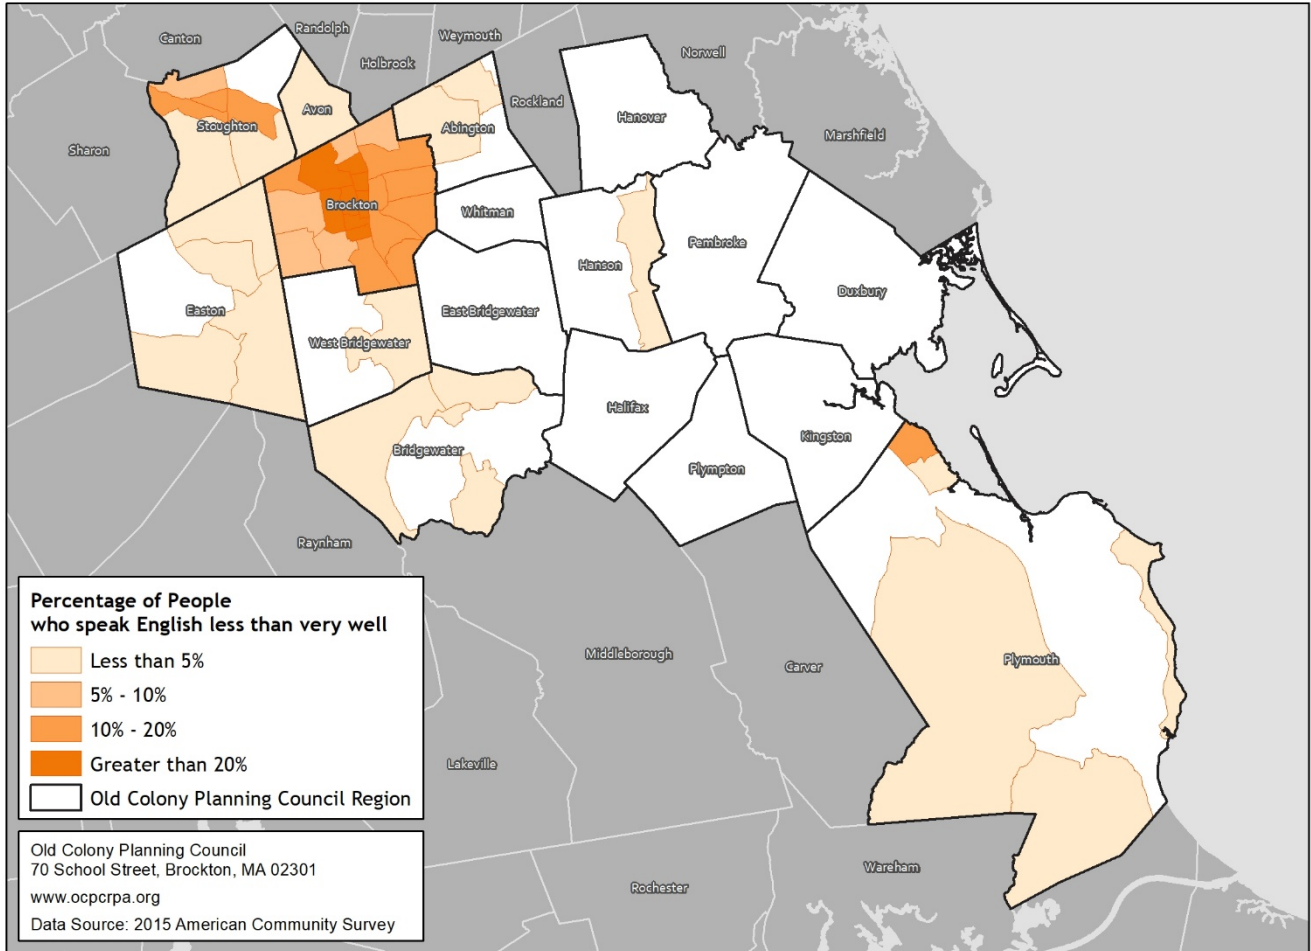 Canton
Randolph
Weymouth
Holbrook
Norwell
Rockland
Hanover
Avon
Stoughton
Abington
Marshfield
Sharon
Brockton
Whitman
Pembroke
Hanson
Duxbury
Easton
East Bridgewater
West Bridgewater
Halifax
Kingston
Bridgewater
Plympton
Raynham
Middleborough
Carver
Plymouth
Lakeville
Wareham
Rochester
Percentage of People
who speak English less than very well
Less than 5%
5% - 10%
10% - 20%
Greater than 20%
Old Colony Planning Council Region
Old Colony Planning Council
70 School Street, Brockton, MA 02301
www.ocpcrpa.org
Data Source: 2015 American Community Survey